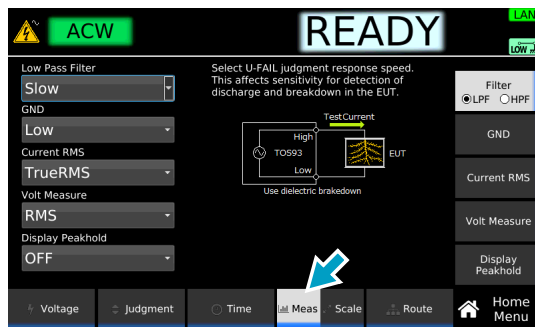 ACW
READY
LAN
LOW
Low Pass Filter
Slow
GND
Low
Current RMS
TrueRMS
Volt Measure
RMS
Display Peakhold
OFF
Select U-FAIL judgment response speed.
This affects sensitivity for detection of
discharge and breakdown in the EUT.
TestCurrent
High
TOS93
EUT
Low
Use dielectric brakedown
Filter
LPF HPF
GND
Current RMS
Volt Measure
Display
Peakhold
Voltage
Judgment
Time
Meas
Scale
Route
Home
Menu